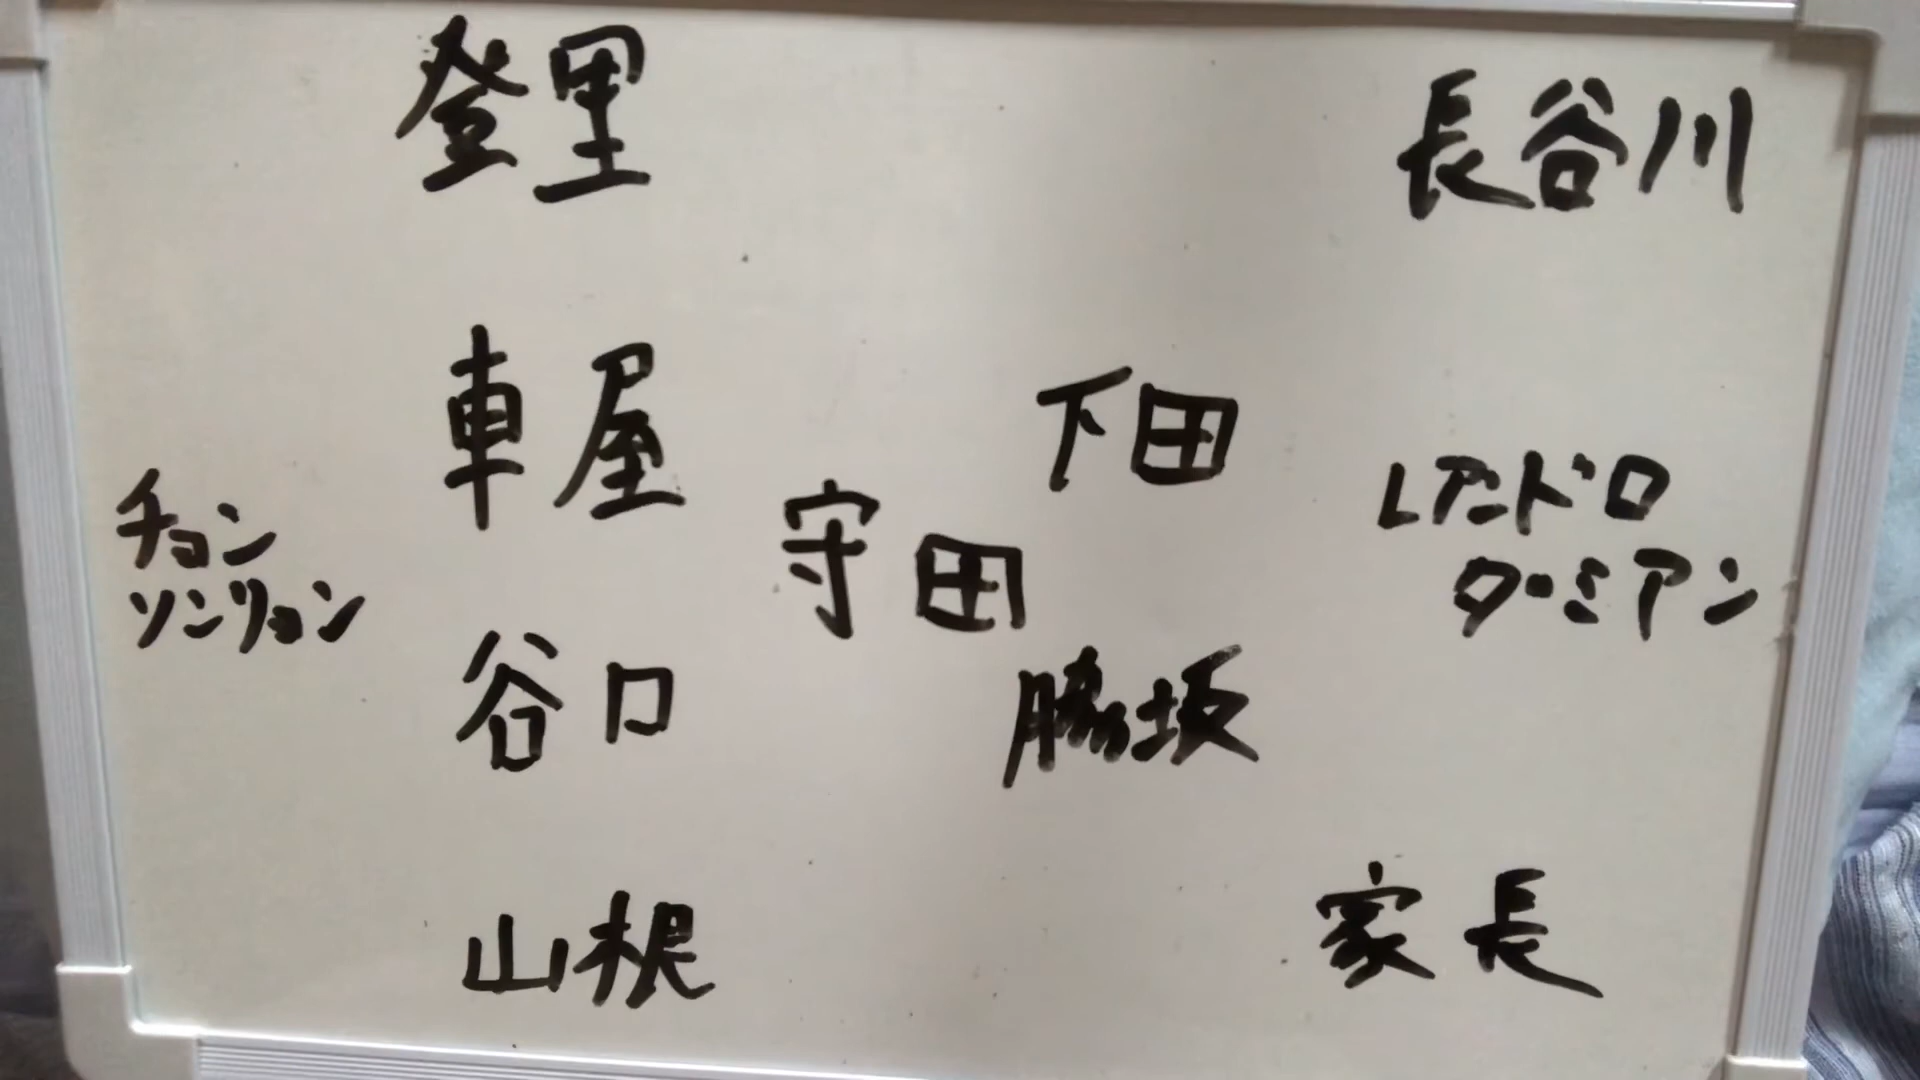 登里
長谷川
車屋
下田
チョン
ソンリョン
守田
レアンドロ
ダミアン
谷口
脇坂
山根
家長